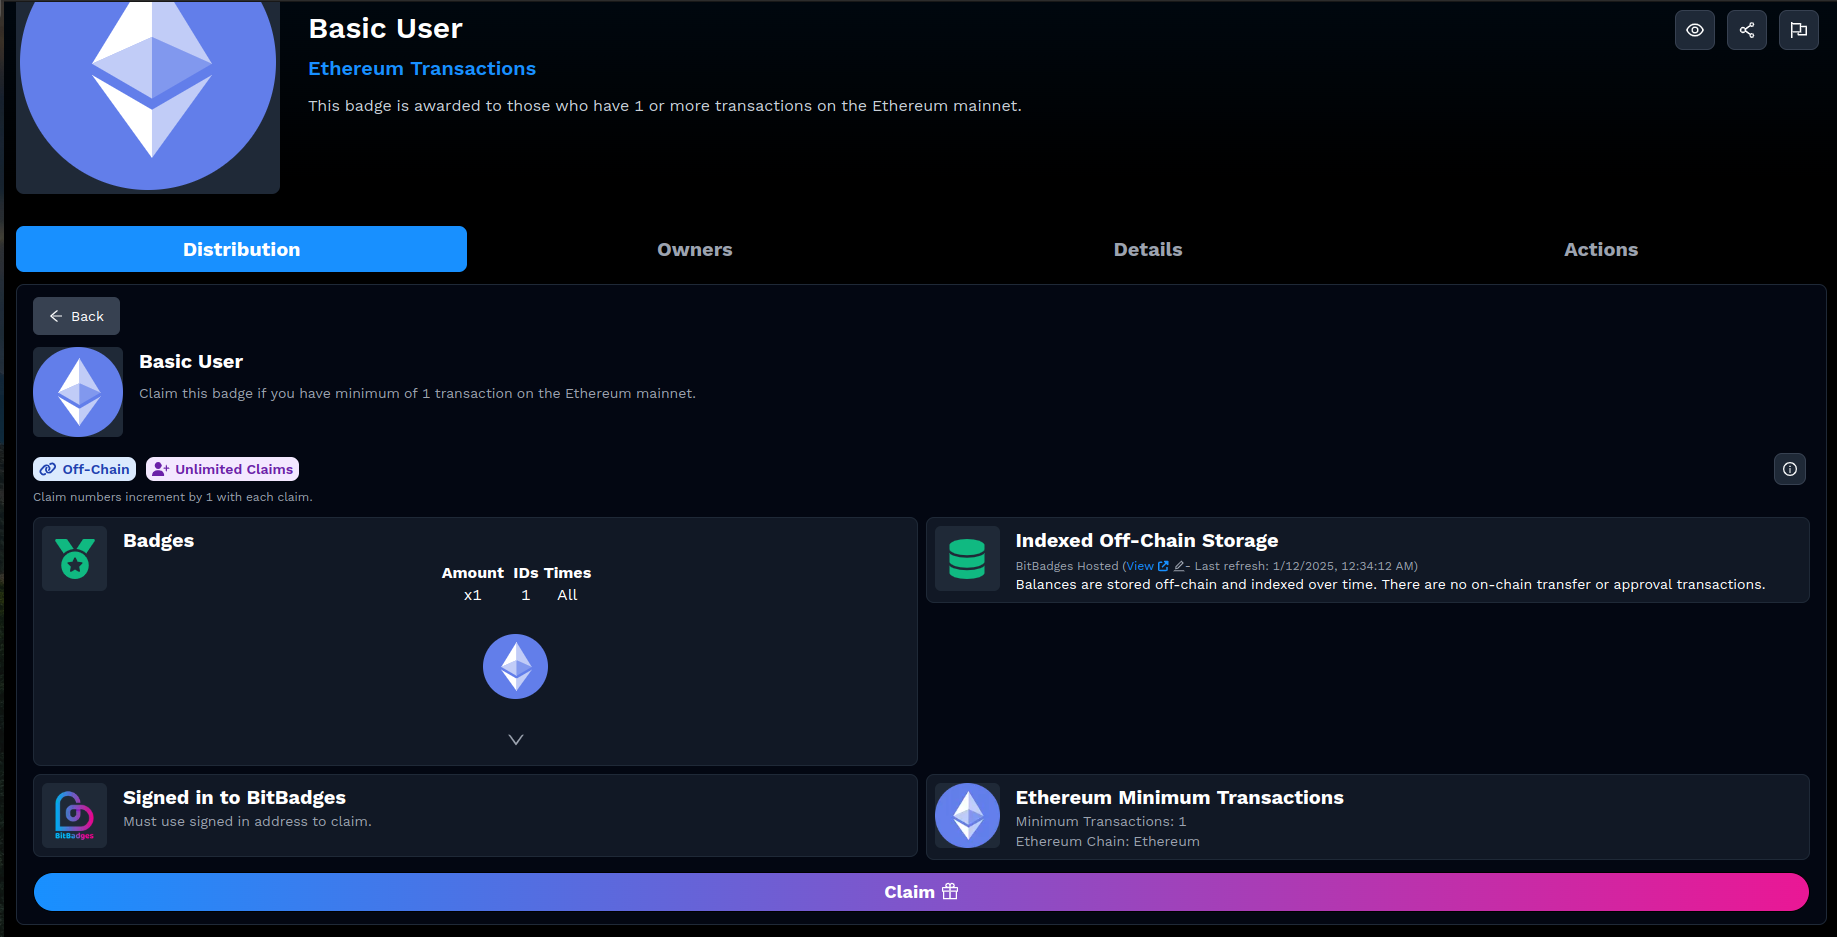 Basic User
Ethereum Transactions
This badge is awarded to those who have 1 or more transactions on the Ethereum mainnet.
Distribution
Owners
Details
Actions
Back
Basic User
Claim this badge if you have minimum of 1 transaction on the Ethereum mainnet.
Off-Chain
Unlimited Claims
Claim numbers increment by 1 with each claim.
Badges
Amount IDs Times
x1 1 All
Indexed Off-Chain Storage
BitBadges Hosted (View - Last refresh: 1/12/2025, 12:34:12 AM)
Balances are stored off-chain and indexed over time. There are no on-chain transfer or approval transactions.
BitBadges
Signed in to BitBadges
Must use signed in address to claim.
Ethereum Minimum Transactions
Minimum Transactions: 1
Ethereum Chain: Ethereum
Claim